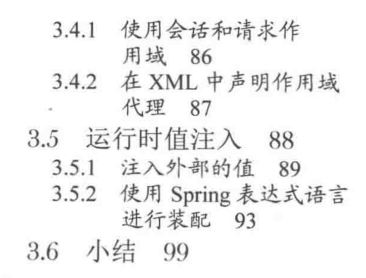 3.4.1 使用会话和请求作
用域 86
3.4.2 在 XML 中声明作用域
代理 87
3.5 运行时值注入 88
3.5.1 注入外部的值 89
3.5.2 使用 Spring 表达式语言
进行装配 93
3.6 小结 99